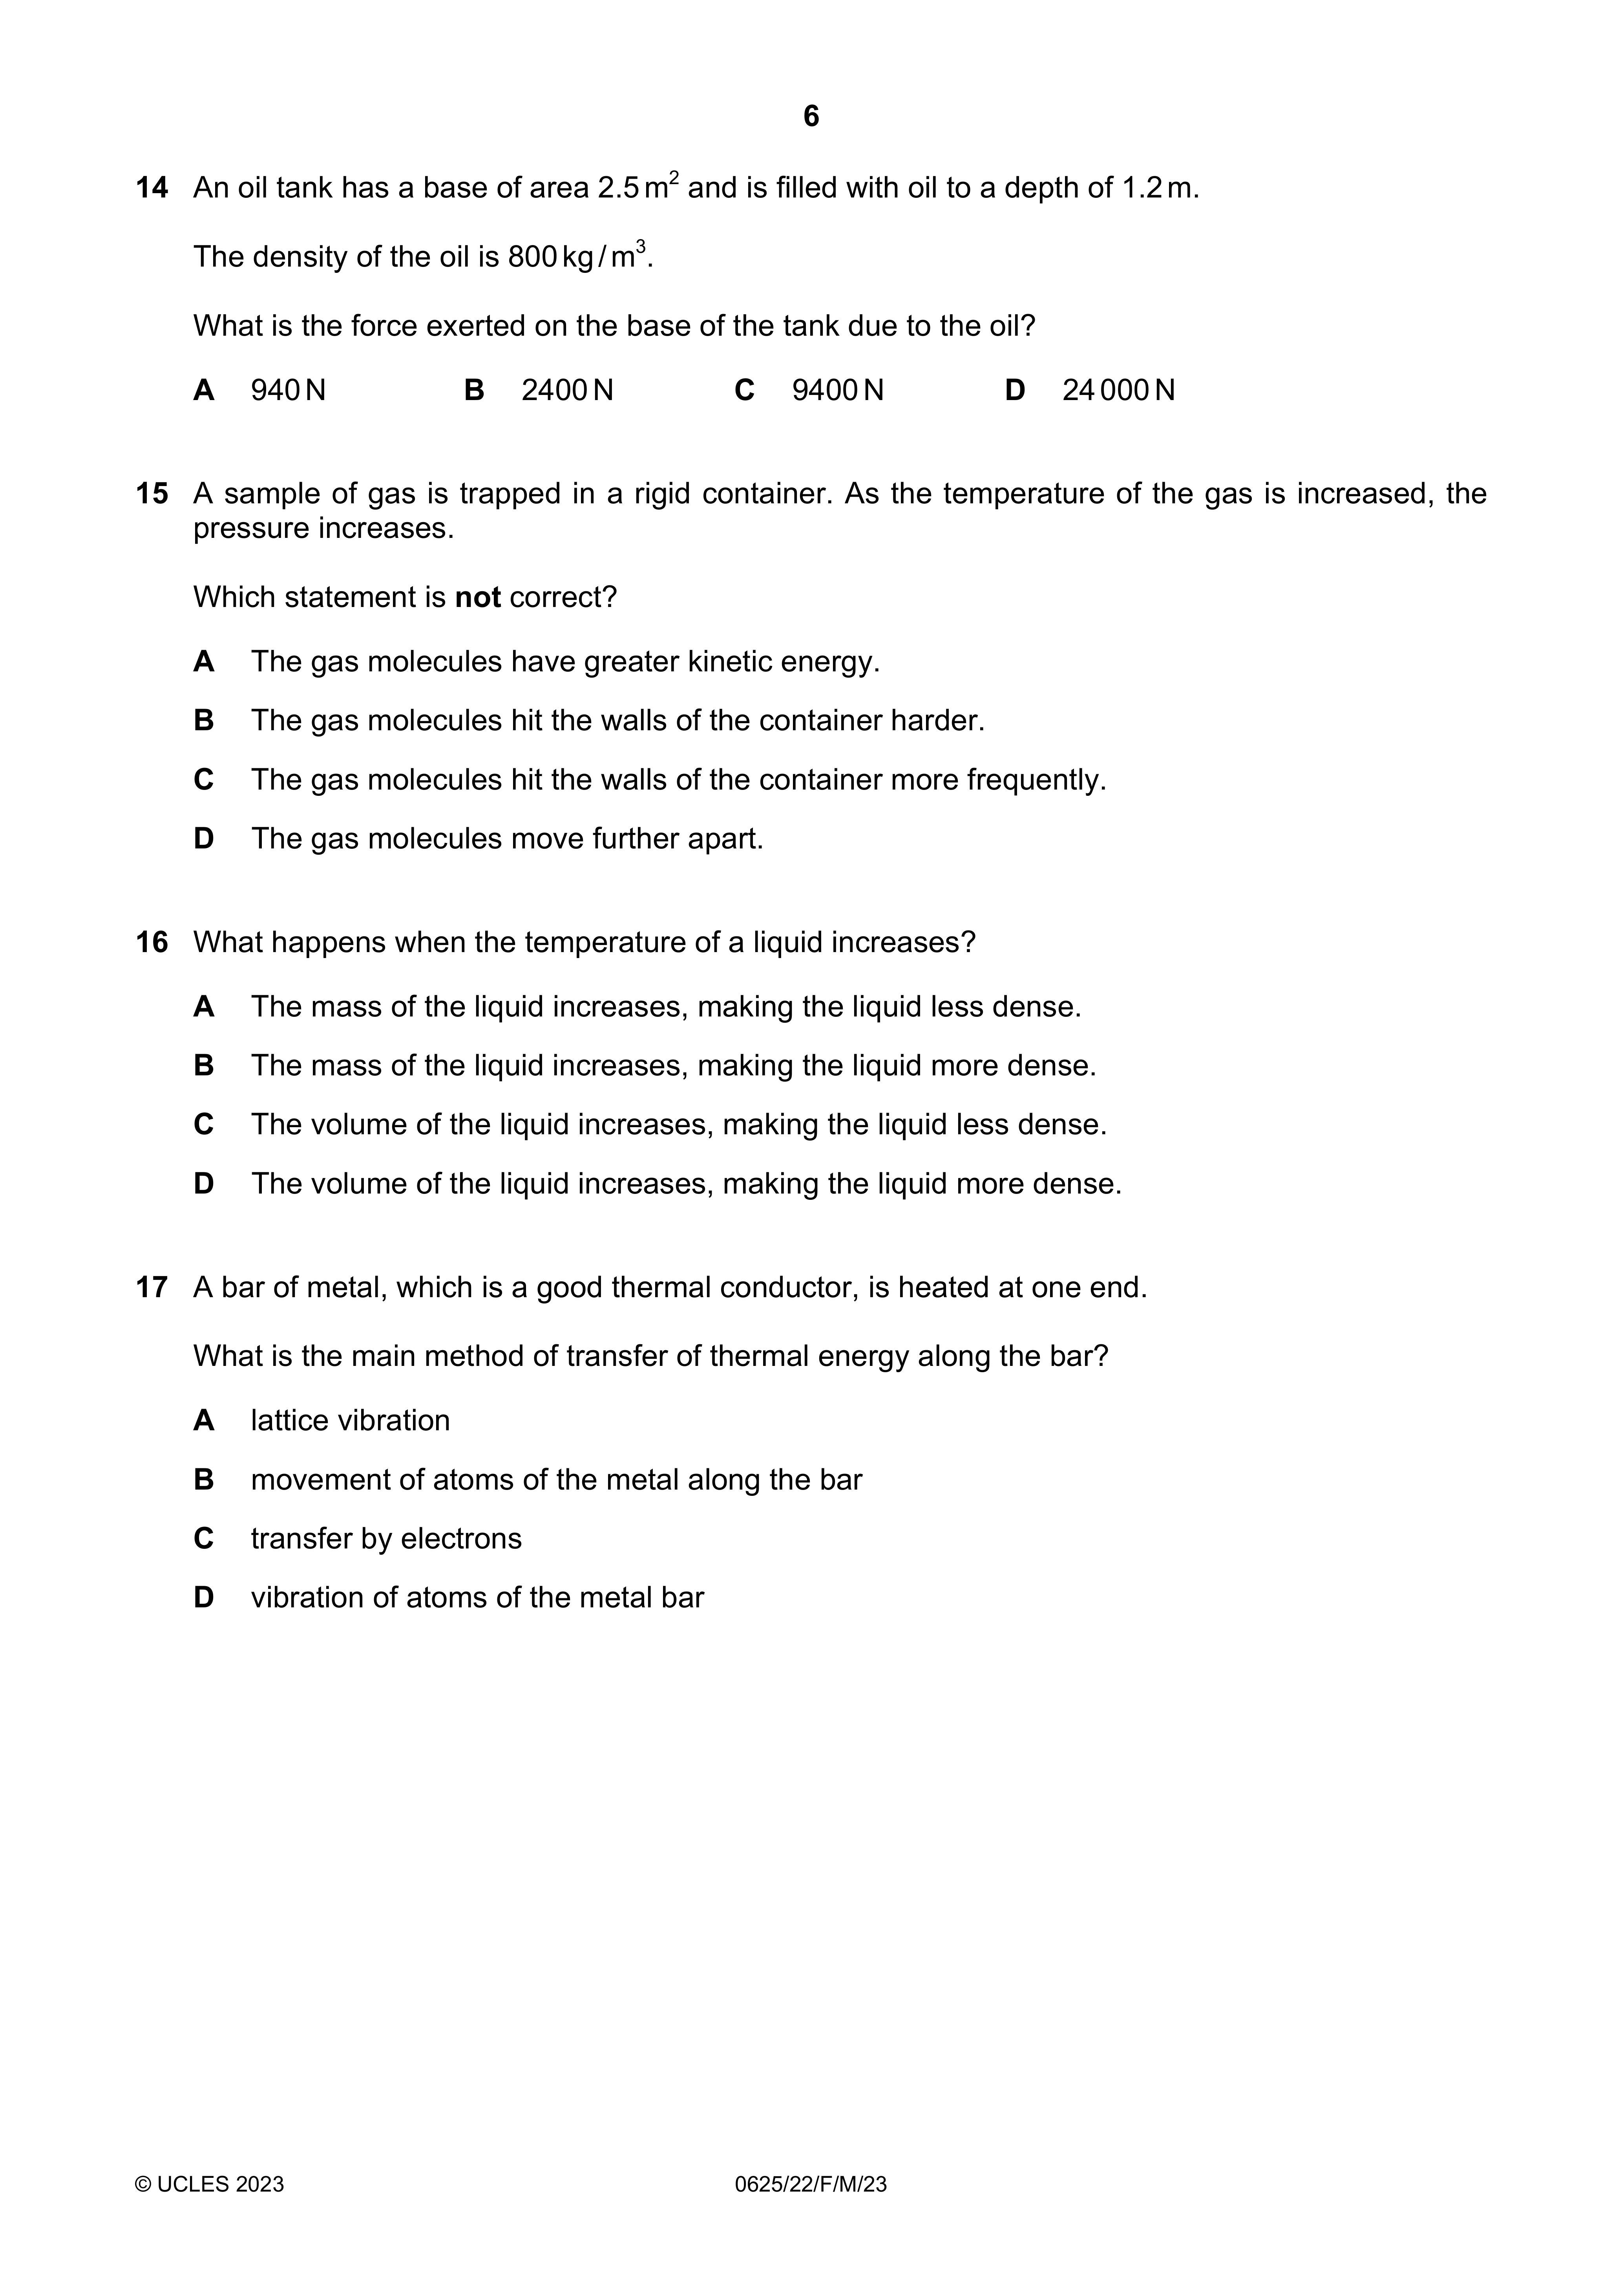 6
14 An oil tank has a base of area 2.5 m² and is filled with oil to a depth of 1.2 m.
The density of the oil is 800 kg / m³.
What is the force exerted on the base of the tank due to the oil?
A 940 N B 2400 N C 9400 N D 24 000 N
15 A sample of gas is trapped in a rigid container. As the temperature of the gas is increased, the
pressure increases.
Which statement is not correct?
A The gas molecules have greater kinetic energy.
B The gas molecules hit the walls of the container harder.
C The gas molecules hit the walls of the container more frequently.
D The gas molecules move further apart.
16 What happens when the temperature of a liquid increases?
A The mass of the liquid increases, making the liquid less dense.
B The mass of the liquid increases, making the liquid more dense.
C The volume of the liquid increases, making the liquid less dense.
D The volume of the liquid increases, making the liquid more dense.
17 A bar of metal, which is a good thermal conductor, is heated at one end.
What is the main method of transfer of thermal energy along the bar?
A lattice vibration
B movement of atoms of the metal along the bar
C transfer by electrons
D vibration of atoms of the metal bar
© UCLES 2023 0625/22/F/M/23